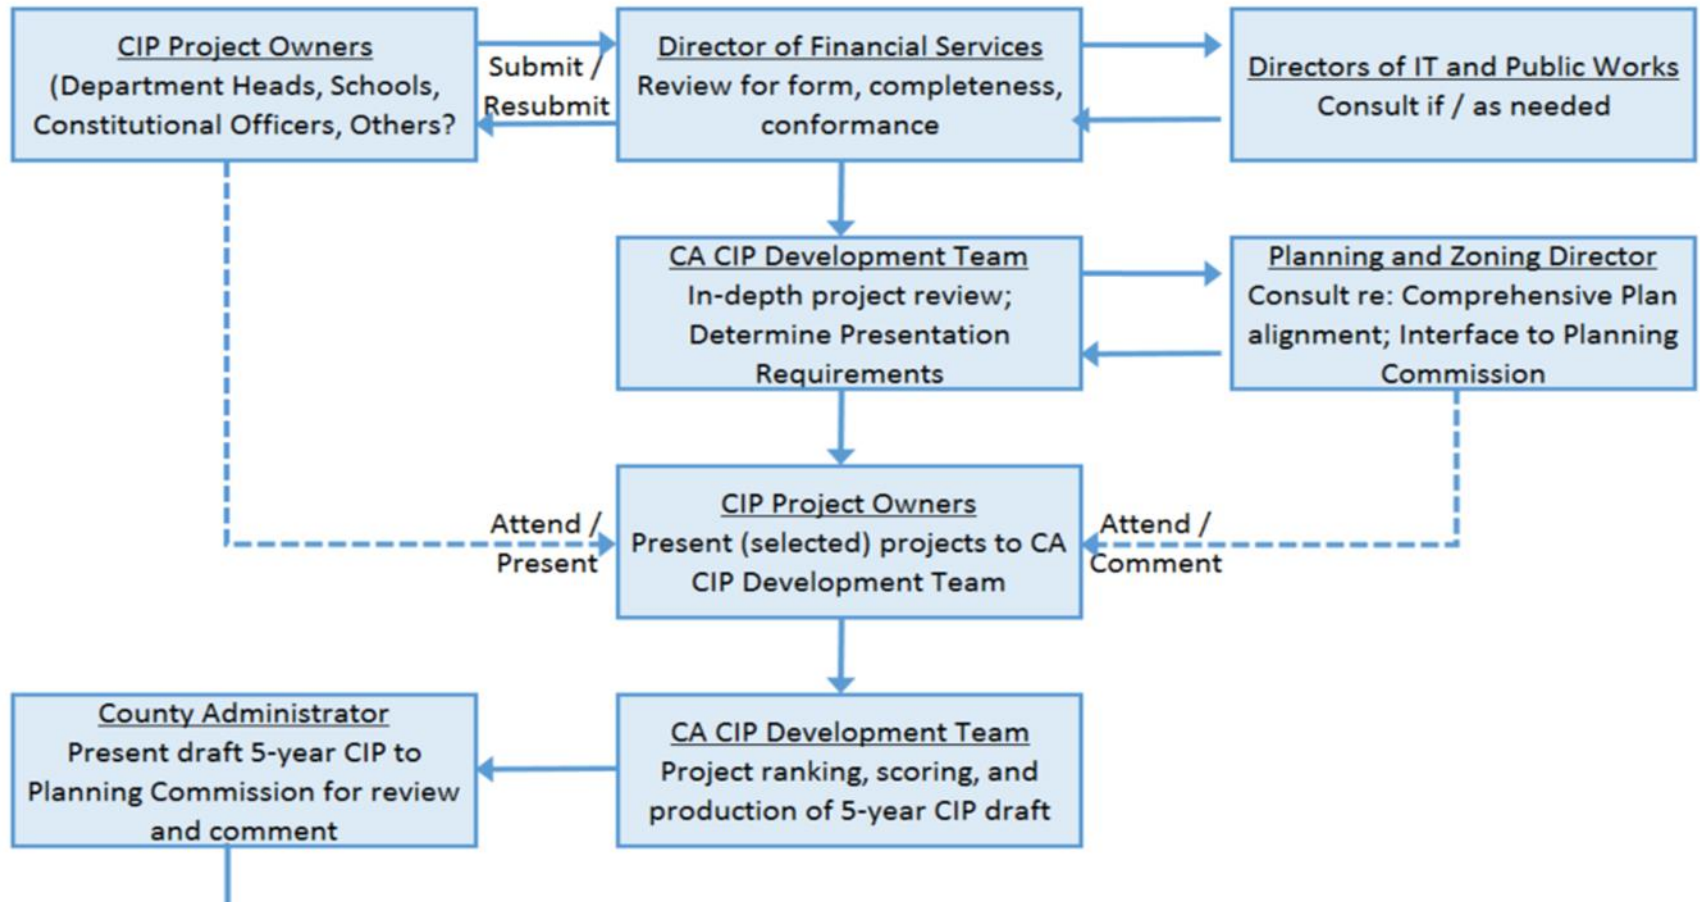 CIP Project Owners
(Department Heads, Schools,
Constitutional Officers, Others?
Submit /
Resubmit
Director of Financial Services
Review for form, completeness,
conformance
Directors of IT and Public Works
Consult if / as needed
CA CIP Development Team
In-depth project review;
Determine Presentation
Requirements
Planning and Zoning Director
Consult re: Comprehensive Plan
alignment; Interface to Planning
Commission
Attend /
Present
CIP Project Owners
Present (selected) projects to CA
CIP Development Team
Attend /
Comment
County Administrator
Present draft 5-year CIP to
Planning Commission for review
and comment
CA CIP Development Team
Project ranking, scoring, and
production of 5-year CIP draft